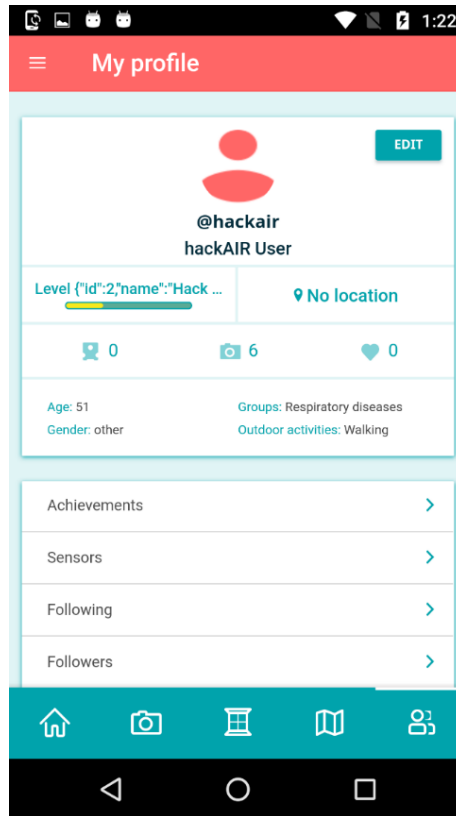 1:22
My profile
EDIT
@hackair
hackAIR User
Level {"id":2,"name":"Hack ...
No location
0
6
0
Age: 51
Groups: Respiratory diseases
Gender: other
Outdoor activities: Walking
Achievements
Sensors
Following
Followers